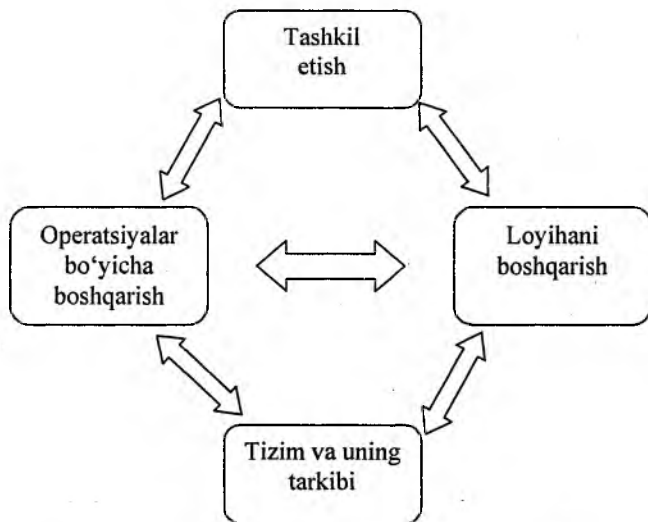 Tashkil
etish
Operatsiyalar
bo‘yicha
boshqarish
Loyihani
boshqarish
Tizim va uning
tarkibi